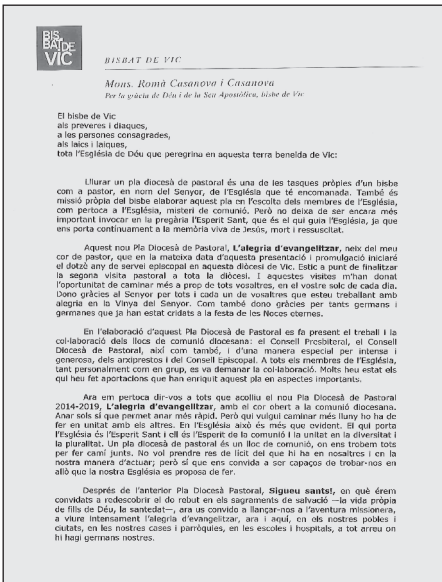 BIS
BAT DE
VIC
BISBAT DE VIC
Mons. Romà Casanova i Casanova
Per la gràcia de Déu i de la Seu Apostòlica, bisbe de Vic
El bisbe de Vic
als preveres i diaques,
a les persones consagrades,
als laics i laiques,
tota l'Església de Déu que peregrina en aquesta terra beneïda de Vic:
Lliurar un pla diocesà de pastoral és una de les tasques pròpies d'un bisbe
com a pastor, en nom del Senyor, de l'Església que té encomanada. També és
missió pròpia del bisbe elaborar aquest pla en l'escolta dels membres de l'Església,
com pertoca a l'Església, misteri de comunió. Però no deixa de ser encara més
important invocar en la pregària l'Esperit Sant, que és el qui guia l'Església, ja que
ens porta contínuament a la memòria viva de Jesús, mort i ressuscitat.
Aquest nou Pla Diocesà de Pastoral, L'alegria d'evangelitzar, neix del meu
cor de pastor, que en la mateixa data d'aquesta presentació i promulgació iniciaré
el dotzè any de servei episcopal en aquesta diòcesi de Vic. Estic a punt de finalitzar
la segona visita pastoral a tota la diòcesi. I aquestes visites m'han donat
l'oportunitat de caminar més a prop de tots vosaltres, en el vostre solc de cada dia.
Dono gràcies al Senyor per tots i cada un de vosaltres que esteu treballant amb
alegria en la Vinya del Senyor. Com també dono gràcies per tants germans i
germanes que ja han estat cridats a la festa de les Noces eternes.
En l'elaboració d'aquest Pla Diocesà de Pastoral es fa present el treball i la
col·laboració dels llocs de comunió diocesana: el Consell Presbiteral, el Consell
Diocesà de Pastoral, així com també, i d'una manera especial per intensa i
generosa, dels arxiprestos i del Consell Episcopal. A tots els membres de l'Església,
tant personalment com en grup, es va demanar la col·laboració. Molts heu estat els
qui heu fet aportacions que han enriquit aquest pla en aspectes importants.
Ara em pertoca dir-vos a tots que acolliu el nou Pla Diocesà de Pastoral
2014-2019, L'alegria d'evangelitzar, amb el cor obert a la comunió diocesana.
Anar sols sí que permet anar més ràpid. Però qui vulgui caminar més lluny ho ha de
fer en unitat amb els altres. En l'Església això és més que evident. El qui porta
l'Església és l'Esperit Sant i ell és l'Esperit de la comunió i la unitat en la diversitat i
la pluralitat. Un pla diocesà de pastoral és un lloc de comunió, on ens trobem tots
per fer camí junts. No vol prendre res de lícit del que hi ha en nosaltres i en la
nostra manera d'actuar; però sí que ens convida a ser capaços de trobar-nos en
allò que la nostra Església es proposa de fer.
Després de l'anterior Pla Diocesà Pastoral, Sigueu sants!, en què érem
convidats a redescobrir el do rebut en els sagraments de salvació —la vida pròpia
de fills de Déu, la santedat—, ara us convido a llançar-nos a l'aventura missionera,
a viure intensament l'alegria d'evangelitzar, ara i aquí, en els nostres pobles i
ciutats, en les nostres cases i parròquies, en les escoles i hospitals, a tot arreu on
hi hagi germans nostres.